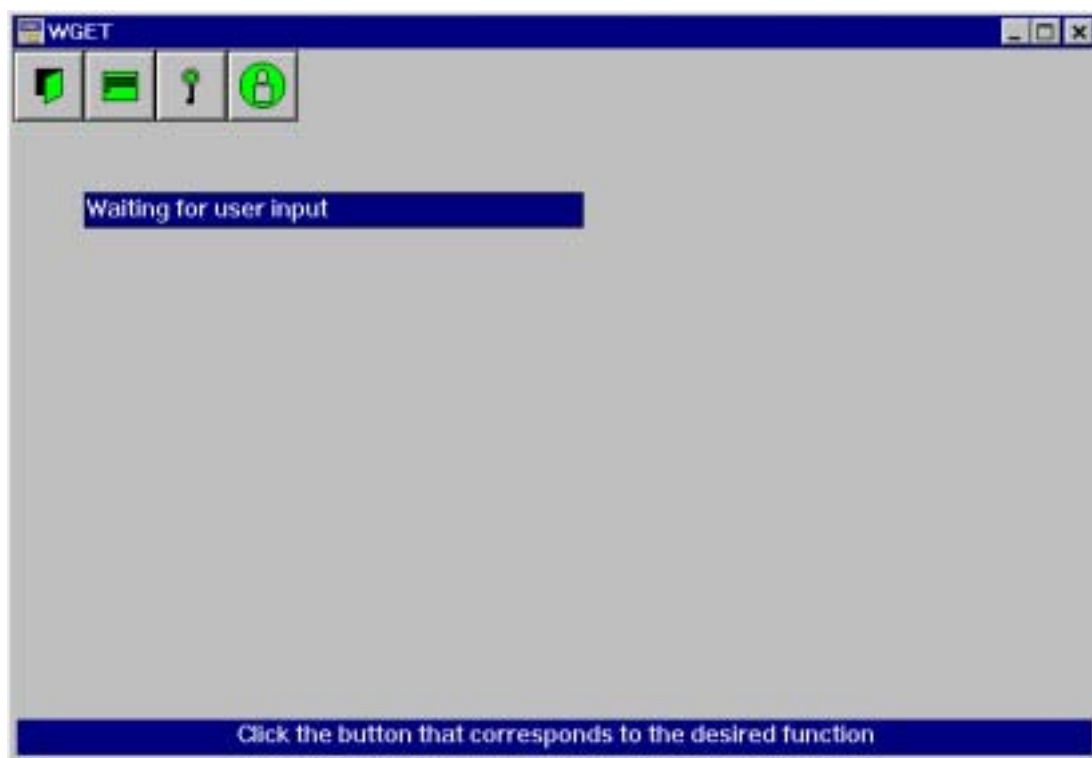 WGET
Waiting for user input
Click the button that corresponds to the desired function